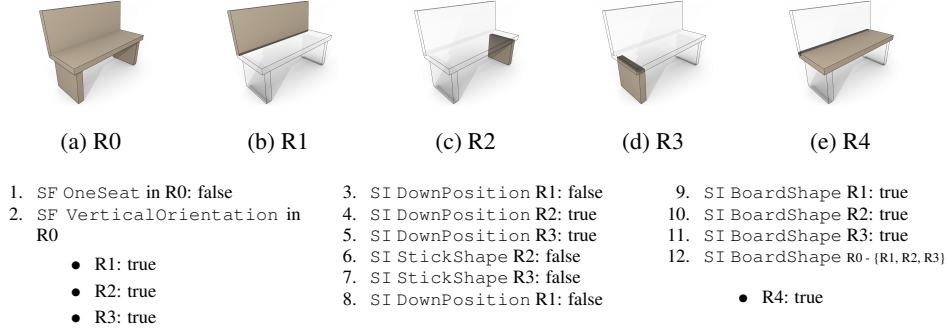 (a) R0
(b) R1
(c) R2
(d) R3
(e) R4
1. SF OneSeat in R0: false
2. SF VerticalOrientation in
R0
• R1: true
• R2: true
• R3: true
3. SI DownPosition R1: false
4. SI DownPosition R2: true
5. SI DownPosition R3: true
6. SI StickShape R2: false
7. SI StickShape R3: false
8. SI DownPosition R1: false
9. SI BoardShape R1: true
10. SI BoardShape R2: true
11. SI BoardShape R3: true
12. SI BoardShape R0 - {R1, R2, R3}
• R4: true